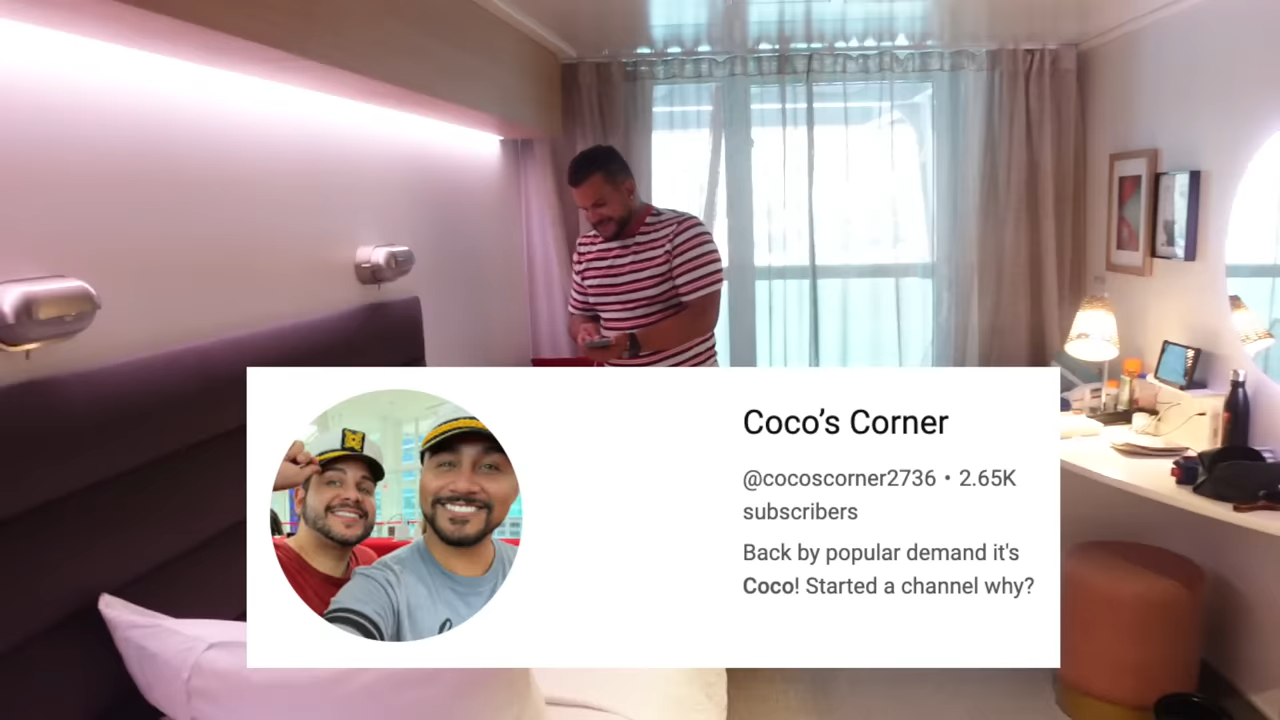 Coco’s Corner
@cocoscorner2736 • 2.65K
subscribers
Back by popular demand it's
Coco! Started a channel why?